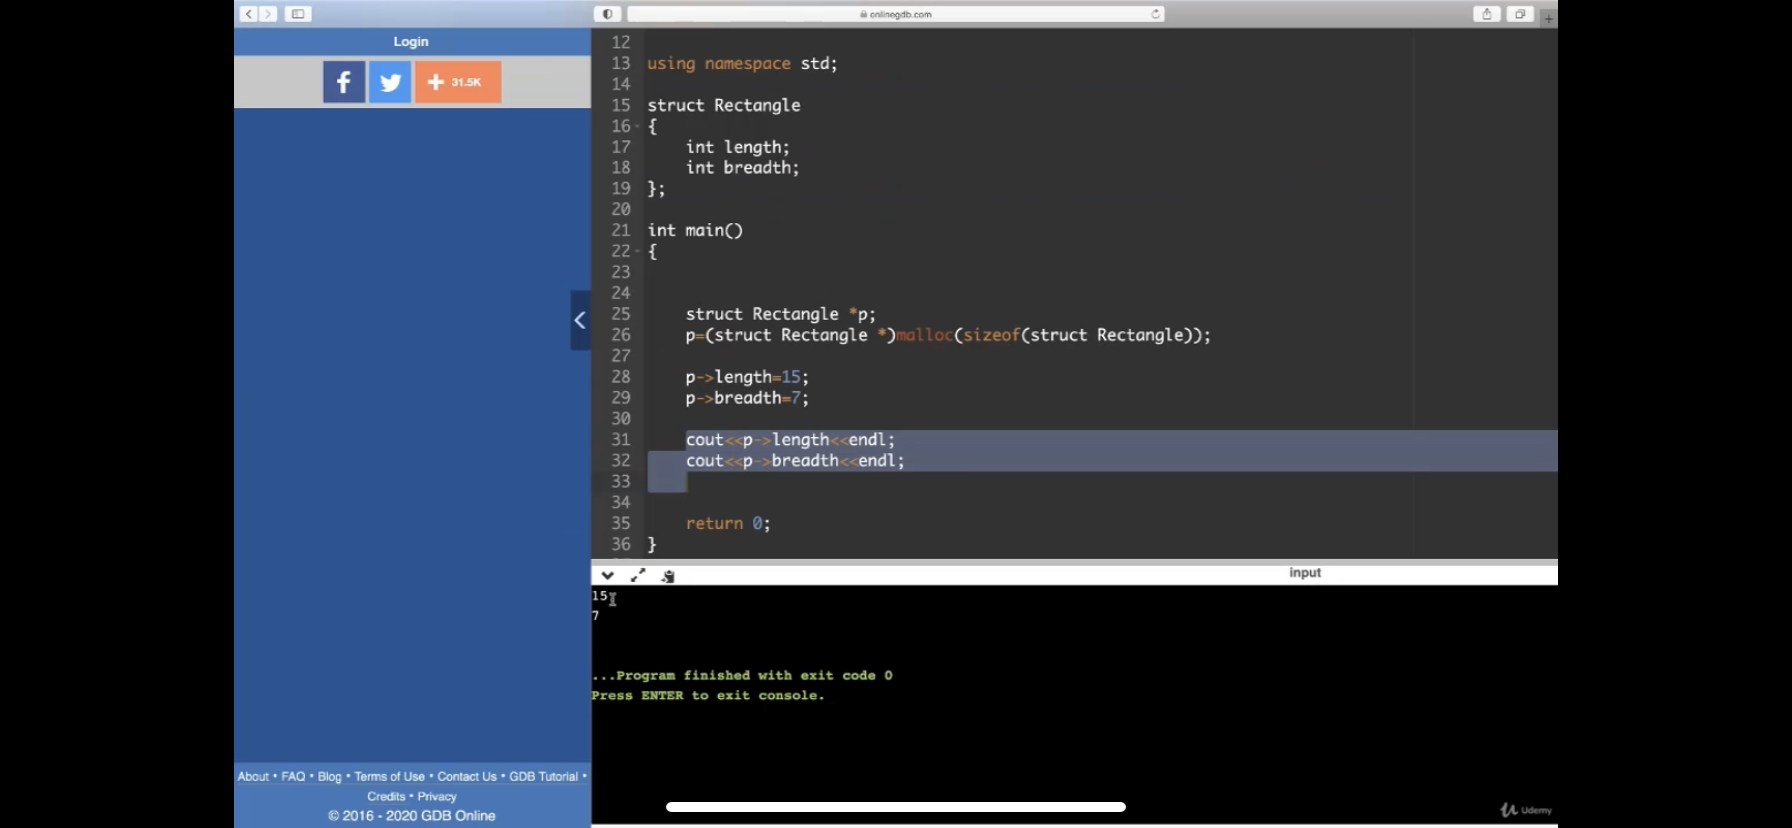 onlinegdb.com
Login
31.5K
12
13 using namespace std;
14
15 struct Rectangle
16 {
17 int length;
18 int breadth;
19 };
20
21 int main()
22 {
23
24
25 struct Rectangle *p;
26 p=(struct Rectangle *)malloc(sizeof(struct Rectangle));
27
28 p->length=15;
29 p->breadth=7;
30
31 cout<<p->length<<endl;
32 cout<<p->breadth<<endl;
33
34
35 return 0;
36 }
input
15
7
...Program finished with exit code 0
Press ENTER to exit console.
About • FAQ • Blog • Terms of Use • Contact Us • GDB Tutorial •
Credits • Privacy
© 2016 - 2020 GDB Online
Udemy